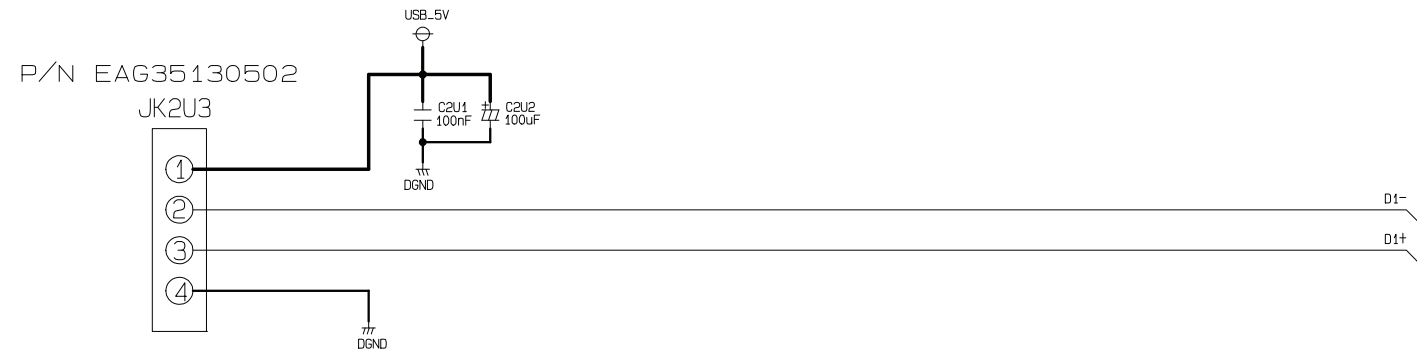 USB_5V
P/N EAG35130502
JK2U3
C2U1
100nF
C2U2
100uF
+
1
DGND
2
D1-
3
D1+
4
DGND